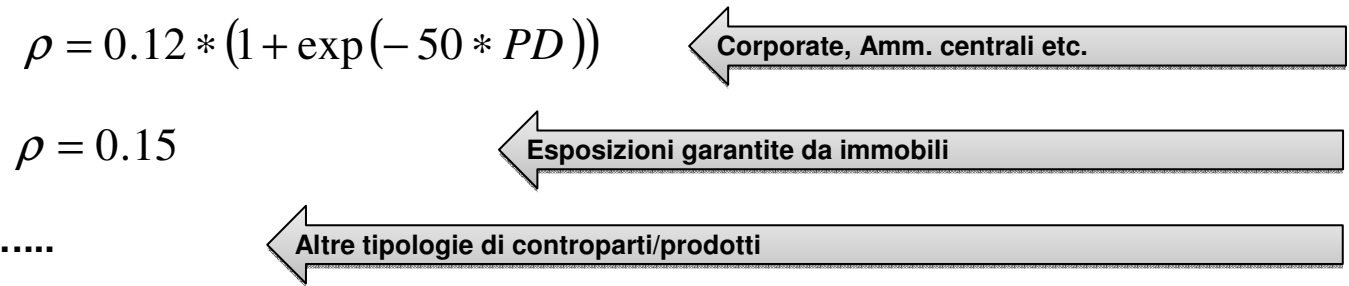 ρ = 0.12 * (1 + exp(− 50 * PD)) Corporate, Amm. centrali etc.
ρ = 0.15 Esposizioni garantite da immobili
..... Altre tipologie di controparti/prodotti